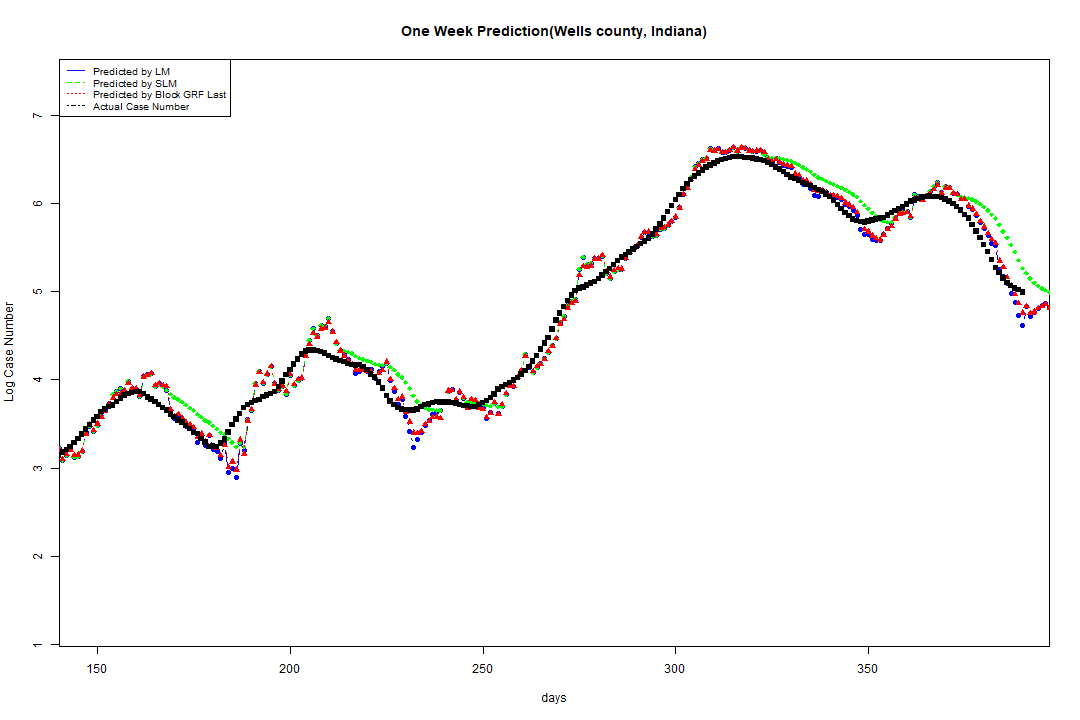 One Week Prediction(Wells county, Indiana)
Predicted by LM
Predicted by SLM
Predicted by Block GRF Last
Actual Case Number
7
6
5
4
3
2
1
Log Case Number
150 200 250 300 350
days